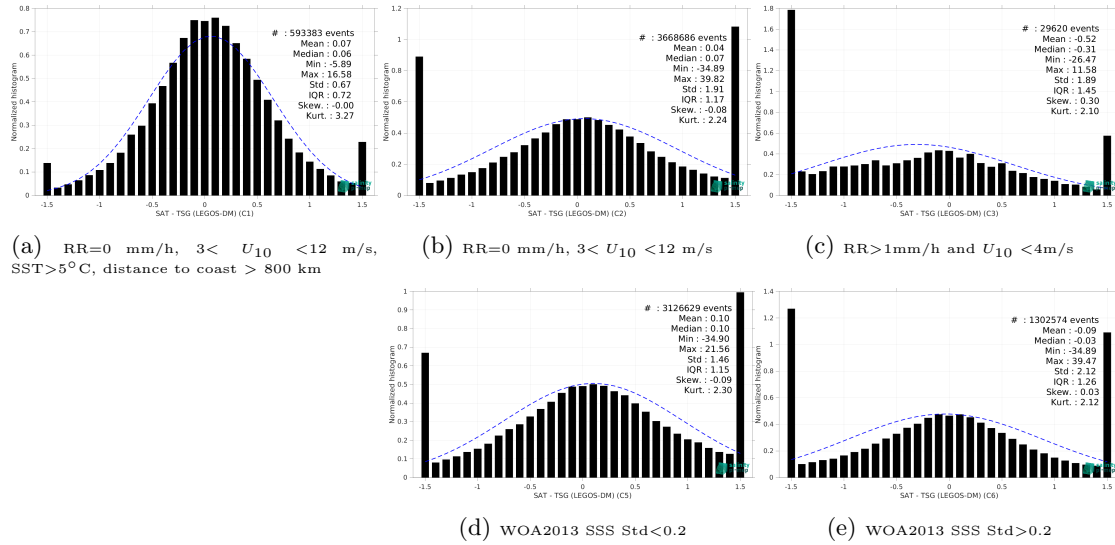 0.8
0.7
0.6
0.5
0.4
0.3
0.2
0.1
0
Normalized histogram
# : 593383 events
Mean : 0.07
Median : 0.06
Min : -5.89
Max : 16.58
Std : 0.67
IQR : 0.72
Skew. : -0.00
Kurt. : 3.27
-1.5 -1 -0.5 0 0.5 1 1.5
SAT - TSG (LEGOS-DM) (C1)
(a) RR=0 mm/h, 3< U10 <12 m/s,
SST>5°C, distance to coast > 800 km
1.2
1
0.8
0.6
0.4
0.2
0
Normalized histogram
# : 3668686 events
Mean : 0.04
Median : 0.07
Min : -34.89
Max : 39.82
Std : 1.91
IQR : 1.17
Skew. : -0.08
Kurt. : 2.24
-1.5 -1 -0.5 0 0.5 1 1.5
SAT - TSG (LEGOS-DM) (C2)
(b) RR=0 mm/h, 3< U10 <12 m/s
1.8
1.6
1.4
1.2
1
0.8
0.6
0.4
0.2
0
Normalized histogram
# : 29620 events
Mean : -0.52
Median : -0.31
Min : -26.47
Max : 11.58
Std : 1.89
IQR : 1.45
Skew. : 0.30
Kurt. : 2.10
-1.5 -1 -0.5 0 0.5 1 1.5
SAT - TSG (LEGOS-DM) (C3)
(c) RR>1mm/h and U10 <4m/s
1
0.9
0.8
0.7
0.6
0.5
0.4
0.3
0.2
0.1
0
Normalized histogram
# : 3126629 events
Mean : 0.10
Median : 0.10
Min : -34.90
Max : 21.56
Std : 1.46
IQR : 1.15
Skew. : -0.09
Kurt. : 2.30
-1.5 -1 -0.5 0 0.5 1 1.5
SAT - TSG (LEGOS-DM) (C5)
(d) WOA2013 SSS Std<0.2
1.4
1.2
1
0.8
0.6
0.4
0.2
0
Normalized histogram
# : 1302574 events
Mean : -0.09
Median : -0.03
Min : -34.89
Max : 39.47
Std : 2.12
IQR : 1.26
Skew. : 0.03
Kurt. : 2.12
-1.5 -1 -0.5 0 0.5 1 1.5
SAT - TSG (LEGOS-DM) (C6)
(e) WOA2013 SSS Std>0.2